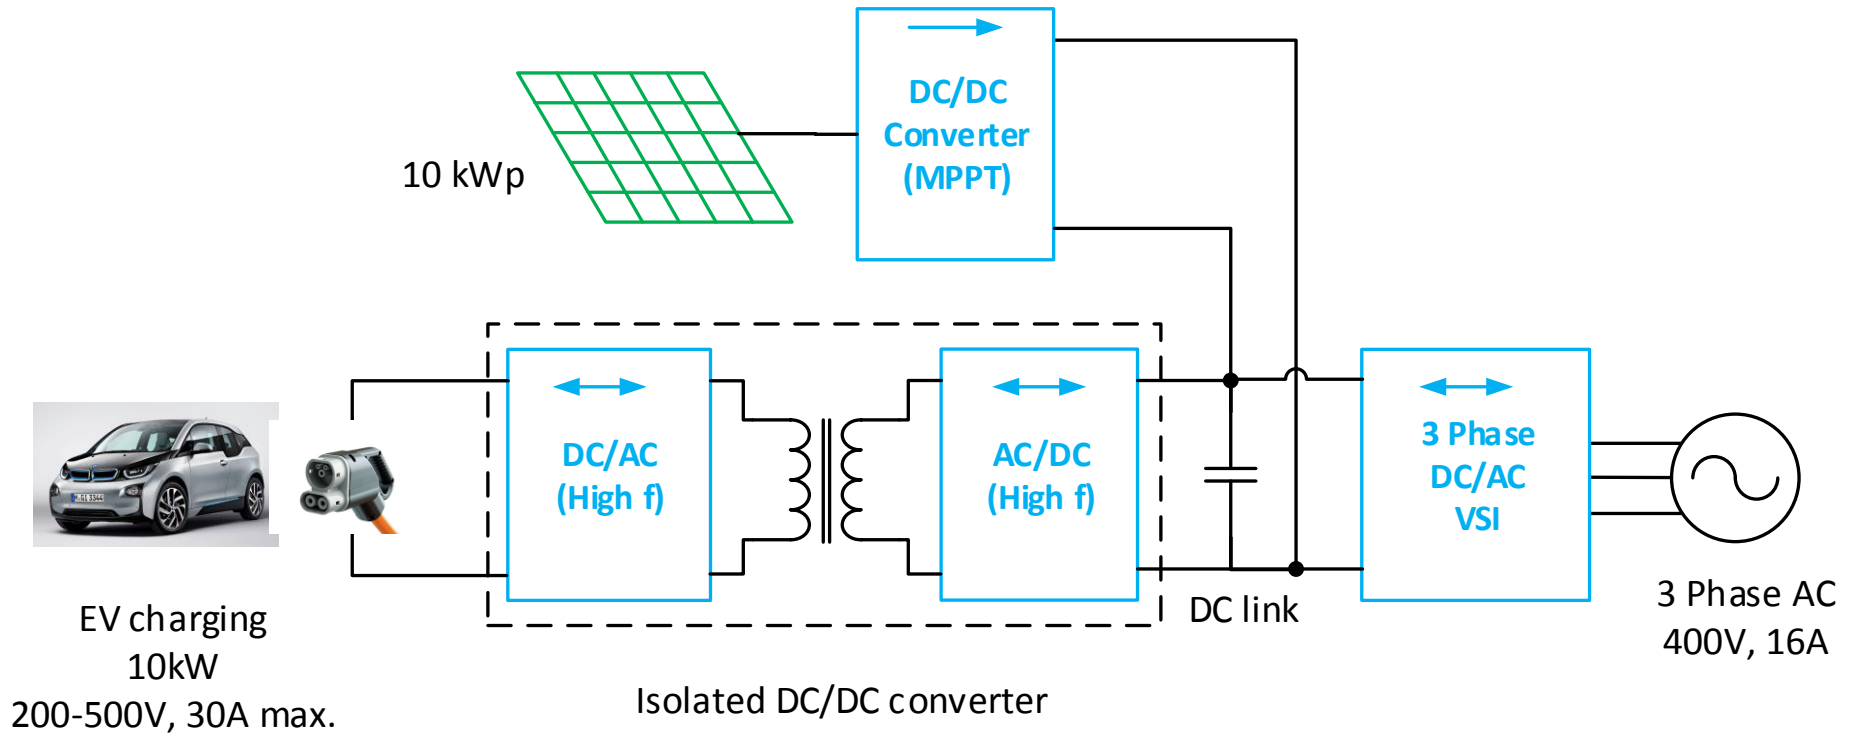 DC/DC
Converter
(MPPT)
10 kWp
DC/AC
(High f)
AC/DC
(High f)
3 Phase
DC/AC
VSI
EV charging
10kW
200-500V, 30A max.
DC link
3 Phase AC
400V, 16A
Isolated DC/DC converter